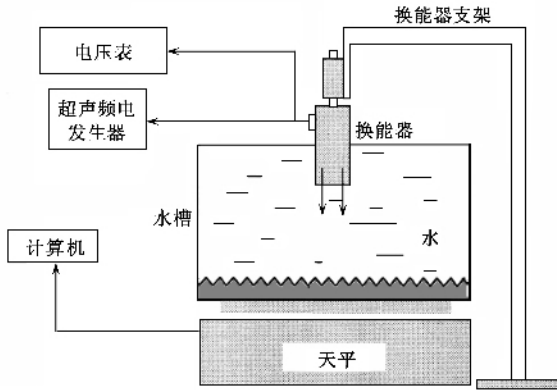 换能器支架
电压表
超声频电
发生器
换能器
水槽
水
计算机
天平